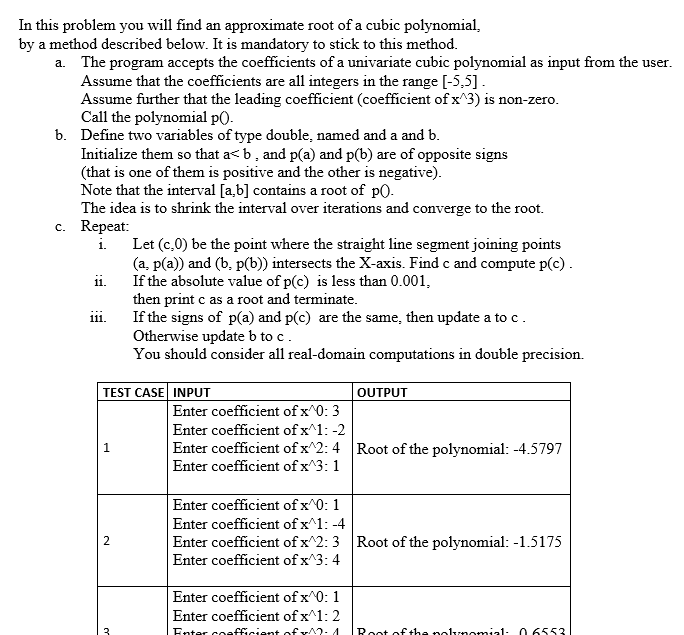 In this problem you will find an approximate root of a cubic polynomial,
by a method described below. It is mandatory to stick to this method.
a. The program accepts the coefficients of a univariate cubic polynomial as input from the user.
Assume that the coefficients are all integers in the range [-5,5] .
Assume further that the leading coefficient (coefficient of x^3) is non-zero.
Call the polynomial p().
b. Define two variables of type double, named and a and b.
Initialize them so that a< b , and p(a) and p(b) are of opposite signs
(that is one of them is positive and the other is negative).
Note that the interval [a,b] contains a root of p().
The idea is to shrink the interval over iterations and converge to the root.
c. Repeat:
i. Let (c,0) be the point where the straight line segment joining points
(a, p(a)) and (b, p(b)) intersects the X-axis. Find c and compute p(c) .
ii. If the absolute value of p(c) is less than 0.001,
then print c as a root and terminate.
iii. If the signs of p(a) and p(c) are the same, then update a to c .
Otherwise update b to c .
You should consider all real-domain computations in double precision.
TEST CASE INPUT OUTPUT
Enter coefficient of x^0: 3
Enter coefficient of x^1: -2
1 Enter coefficient of x^2: 4 Root of the polynomial: -4.5797
Enter coefficient of x^3: 1
Enter coefficient of x^0: 1
Enter coefficient of x^1: -4
2 Enter coefficient of x^2: 3 Root of the polynomial: -1.5175
Enter coefficient of x^3: 4
Enter coefficient of x^0: 1
Enter coefficient of x^1: 2
3 Enter coefficient of x^2: 4 Root of the polynomial: 0.6553